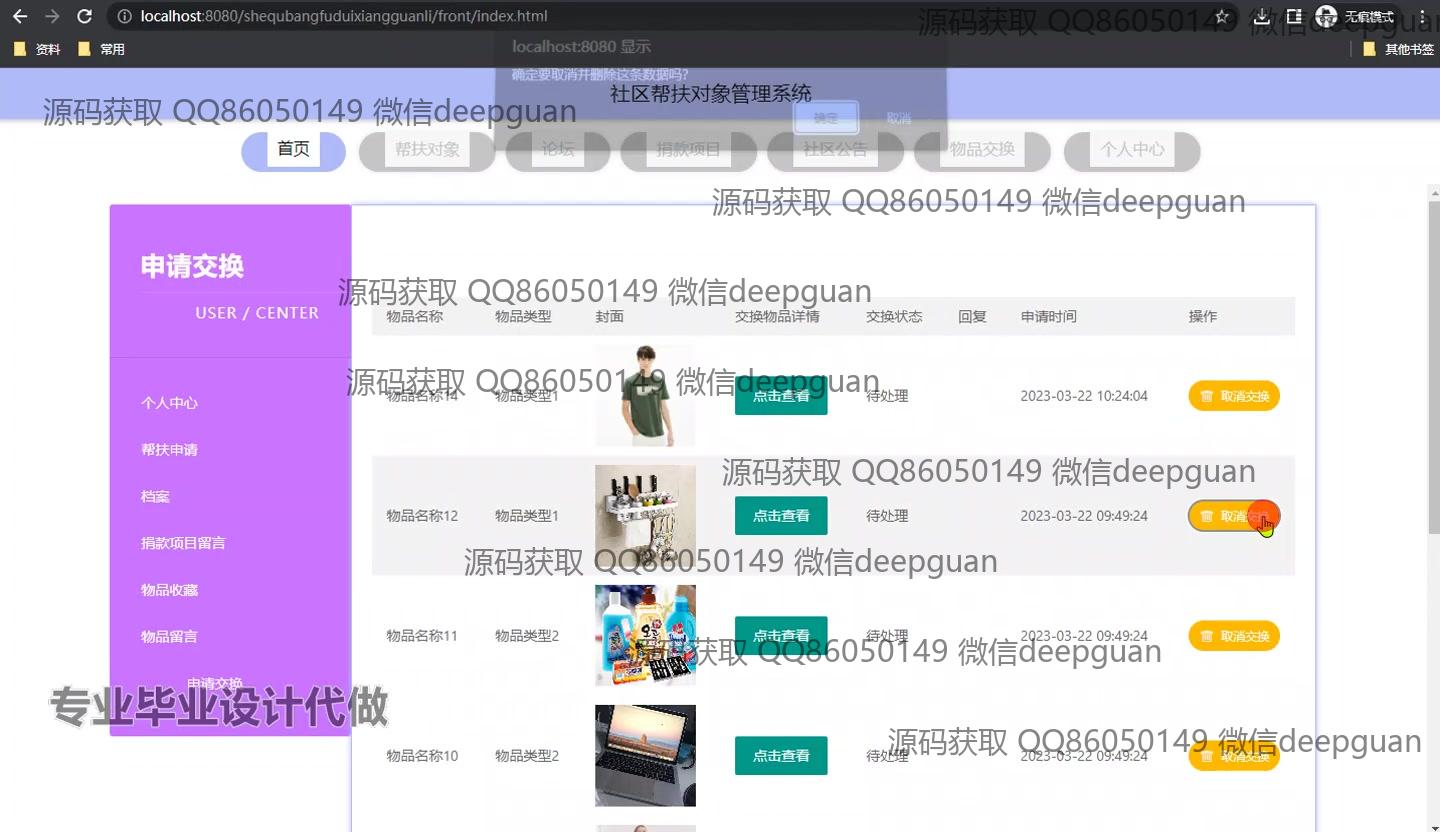 localhost:8080/shequbangfuduixiangguanli/front/index.html
无痕模式
源码获取 QQ86050149 微信deepguan
资料
常用
其他书签
localhost:8080 显示
确定要取消并删除这条数据吗?
社区帮扶对象管理系统
确定
取消
源码获取 QQ86050149 微信deepguan
首页
帮扶对象
论坛
捐款项目
社区公告
物品交换
个人中心
源码获取 QQ86050149 微信deepguan
申请交换
USER / CENTER
源码获取 QQ86050149 微信deepguan
物品名称 物品类型 封面 交换物品详情 交换状态 回复 申请时间 操作
源码获取 QQ86050149 微信deepguan
物品名称14 物品类型1 点击查看 待处理 2023-03-22 10:24:04 取消交换
个人中心
帮扶申请
源码获取 QQ86050149 微信deepguan
档案
物品名称12 物品类型1 点击查看 待处理 2023-03-22 09:49:24 取消交换
捐款项目留言
源码获取 QQ86050149 微信deepguan
物品收藏
物品留言
物品名称11 物品类型2 点击查看 待处理 2023-03-22 09:49:24 取消交换
源码获取 QQ86050149 微信deepguan
申请交换
专业毕业设计代做
源码获取 QQ86050149 微信deepguan
物品名称10 物品类型2 点击查看 待处理 2023-03-22 09:49:24 取消交换